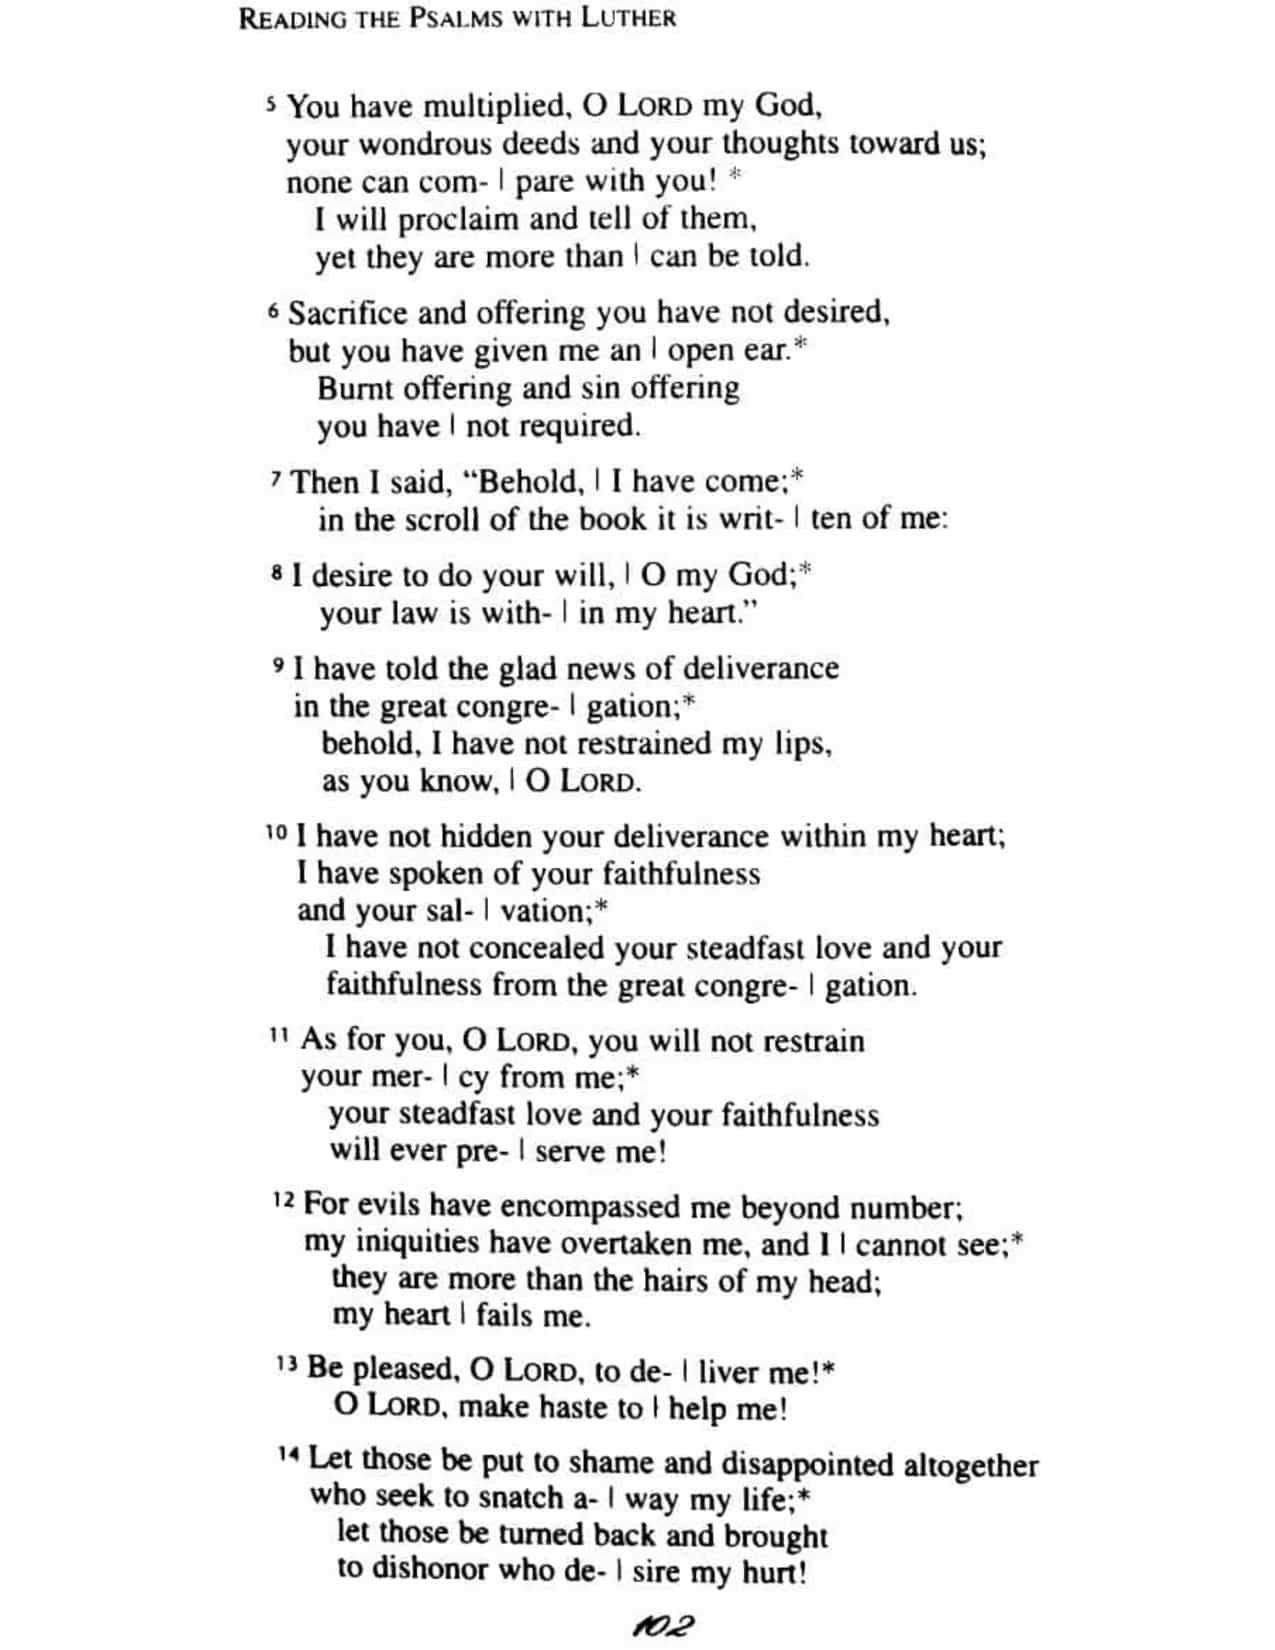 READING THE PSALMS WITH LUTHER
5 You have multiplied, O LORD my God,
your wondrous deeds and your thoughts toward us;
none can com- | pare with you! *
I will proclaim and tell of them,
yet they are more than | can be told.
6 Sacrifice and offering you have not desired,
but you have given me an | open ear.*
Burnt offering and sin offering
you have | not required.
7 Then I said, “Behold, | I have come;*
in the scroll of the book it is writ- | ten of me:
8 I desire to do your will, | O my God;*
your law is with- | in my heart.”
9 I have told the glad news of deliverance
in the great congre- | gation;*
behold, I have not restrained my lips,
as you know, | O LORD.
10 I have not hidden your deliverance within my heart;
I have spoken of your faithfulness
and your sal- | vation;*
I have not concealed your steadfast love and your
faithfulness from the great congre- | gation.
11 As for you, O LORD, you will not restrain
your mer- | cy from me;*
your steadfast love and your faithfulness
will ever pre- | serve me!
12 For evils have encompassed me beyond number;
my iniquities have overtaken me, and I | cannot see;*
they are more than the hairs of my head;
my heart | fails me.
13 Be pleased, O LORD, to de- | liver me!*
O LORD, make haste to | help me!
14 Let those be put to shame and disappointed altogether
who seek to snatch a- | way my life;*
let those be turned back and brought
to dishonor who de- | sire my hurt!
102